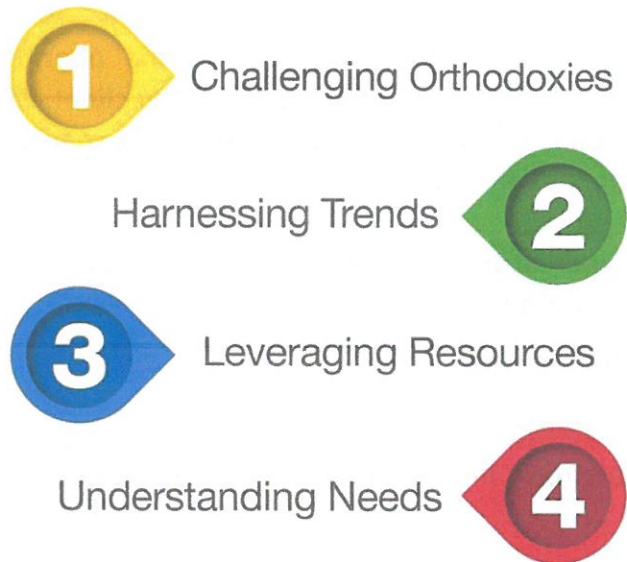 1 Challenging Orthodoxies
Harnessing Trends 2
3 Leveraging Resources
Understanding Needs 4